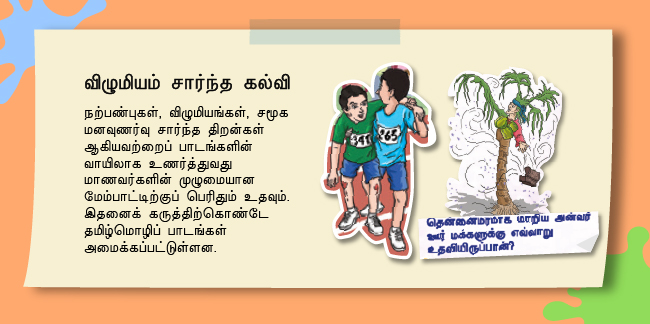 விழுமியம் சார்ந்த கல்வி
நற்பண்புகள், விழுமியங்கள், சமூக
மனவுணர்வு சார்ந்த திறன்கள்
ஆகியவற்றைப் பாடங்களின்
வாயிலாக உணர்த்துவது
மாணவர்களின் முழுமையான
மேம்பாட்டிற்குப் பெரிதும் உதவும்.
இதனைக் கருத்திற்கொண்டே
தமிழ்மொழிப் பாடங்கள்
அமைக்கப்பட்டுள்ளன.
341
365
தென்னைமரமாக மாறிய அன்வர்
ஊர் மக்களுக்கு எவ்வாறு
உதவியிருப்பான்?